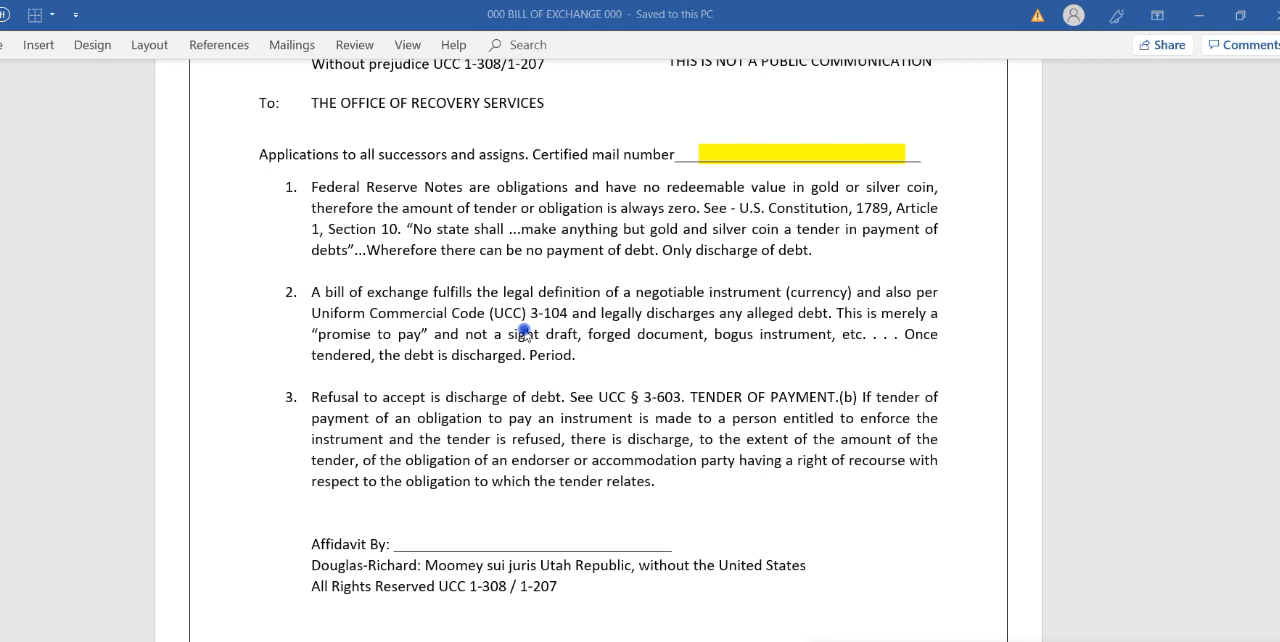 000 BILL OF EXCHANGE 000 - Saved to this PC
Insert Design Layout References Mailings Review View Help Search Share Comments
Without prejudice UCC 1-308/1-207 THIS IS NOT A PUBLIC COMMUNICATION
To: THE OFFICE OF RECOVERY SERVICES
Applications to all successors and assigns. Certified mail number
1. Federal Reserve Notes are obligations and have no redeemable value in gold or silver coin,
therefore the amount of tender or obligation is always zero. See - U.S. Constitution, 1789, Article
1, Section 10. “No state shall ...make anything but gold and silver coin a tender in payment of
debts”...Wherefore there can be no payment of debt. Only discharge of debt.
2. A bill of exchange fulfills the legal definition of a negotiable instrument (currency) and also per
Uniform Commercial Code (UCC) 3-104 and legally discharges any alleged debt. This is merely a
“promise to pay” and not a sight draft, forged document, bogus instrument, etc. . . . Once
tendered, the debt is discharged. Period.
3. Refusal to accept is discharge of debt. See UCC § 3-603. TENDER OF PAYMENT.(b) If tender of
payment of an obligation to pay an instrument is made to a person entitled to enforce the
instrument and the tender is refused, there is discharge, to the extent of the amount of the
tender, of the obligation of an endorser or accommodation party having a right of recourse with
respect to the obligation to which the tender relates.
Affidavit By:
Douglas-Richard: Moomey sui juris Utah Republic, without the United States
All Rights Reserved UCC 1-308 / 1-207